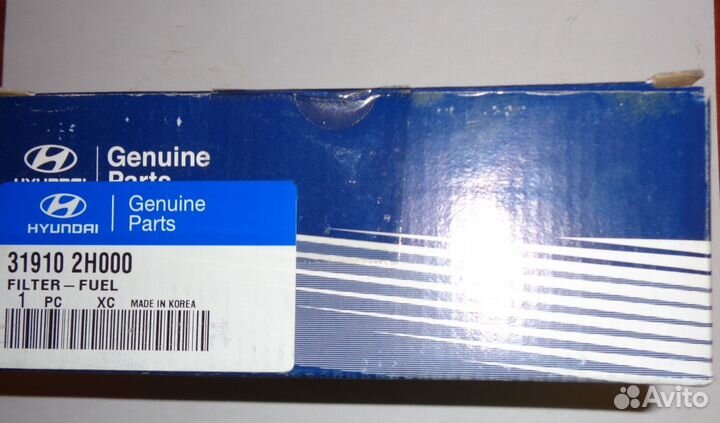 Genuine
HYUNDAI Parts
HYUNDAI
Genuine
Parts
31910 2H000
FILTER-FUEL
1 PC XC MADE IN KOREA
Avito